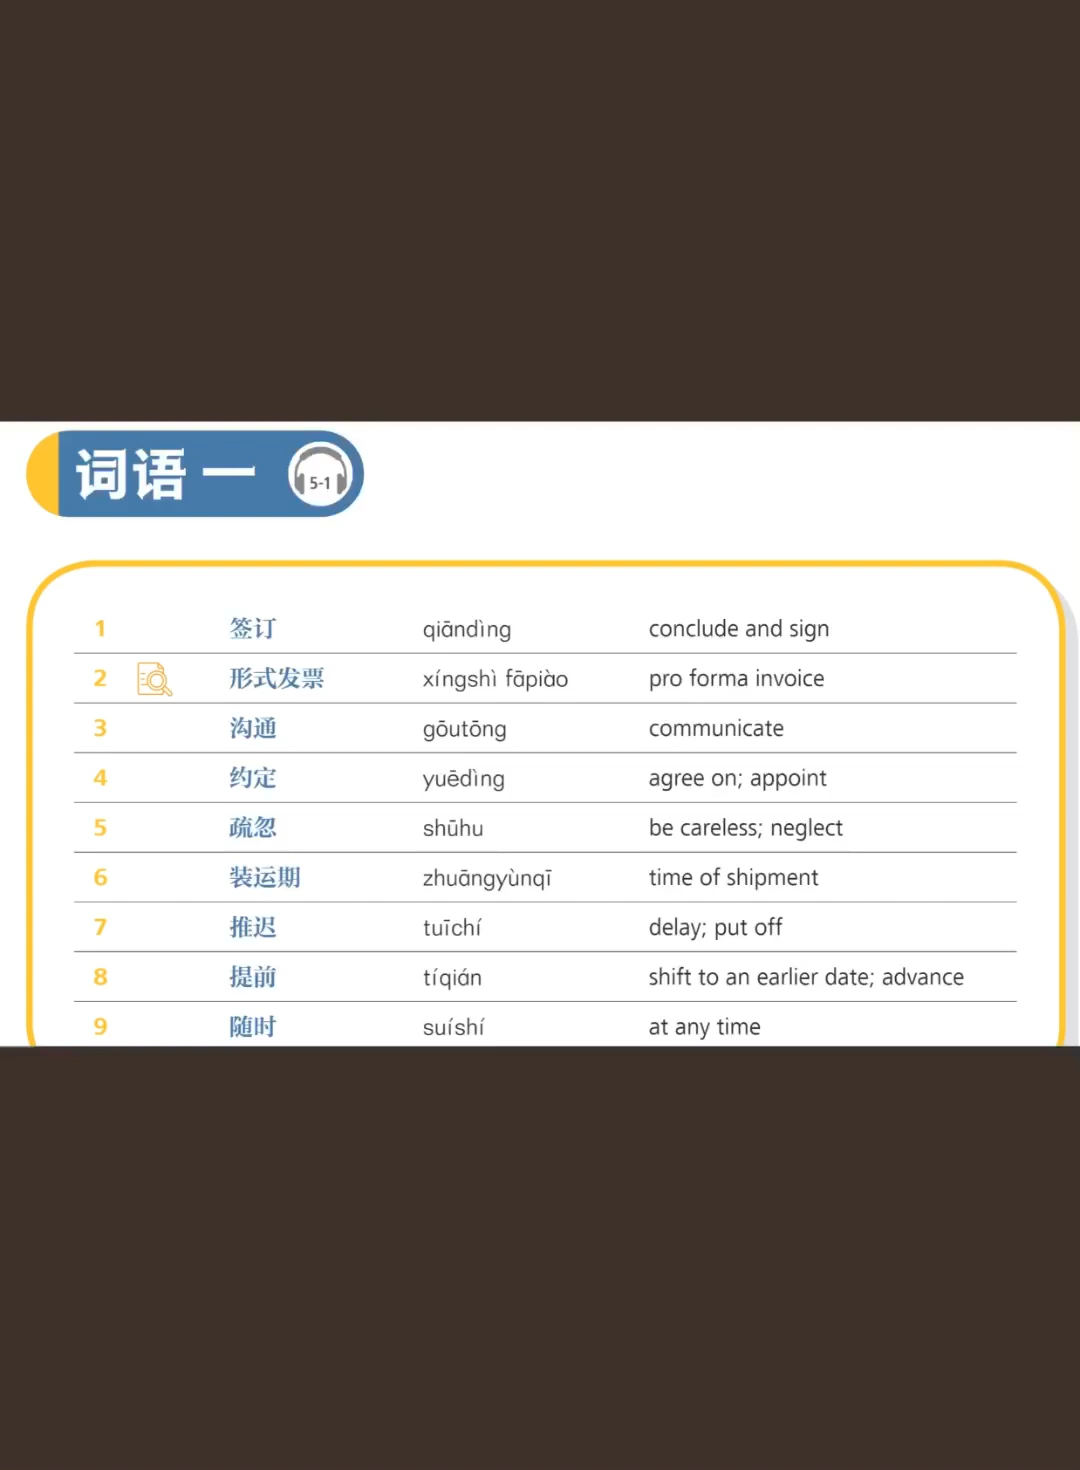 词语一 5-1
1 签订 qiāndìng conclude and sign
2 形式发票 xíngshì fāpiào pro forma invoice
3 沟通 gōutōng communicate
4 约定 yuēdìng agree on; appoint
5 疏忽 shūhu be careless; neglect
6 装运期 zhuāngyùnqī time of shipment
7 推迟 tuīchí delay; put off
8 提前 tíqián shift to an earlier date; advance
9 随时 suíshí at any time